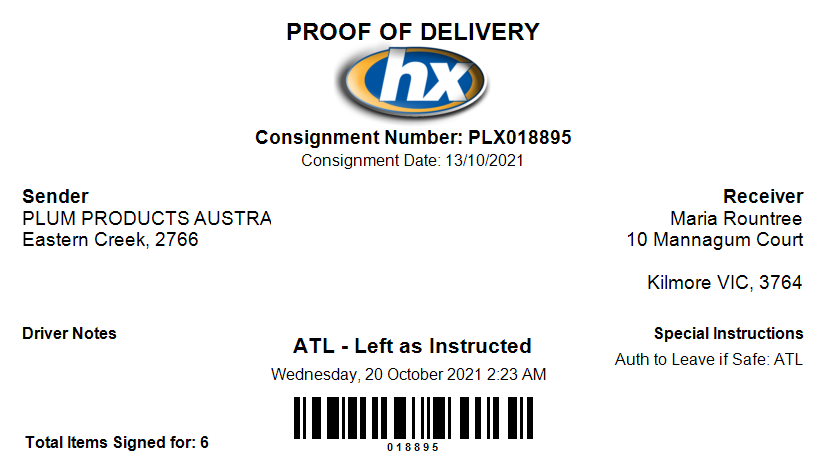 PROOF OF DELIVERY
hx
Consignment Number: PLX018895
Consignment Date: 13/10/2021
Sender
PLUM PRODUCTS AUSTRA
Eastern Creek, 2766
Receiver
Maria Rountree
10 Mannagum Court
Kilmore VIC, 3764
Driver Notes
ATL - Left as Instructed
Wednesday, 20 October 2021 2:23 AM
Special Instructions
Auth to Leave if Safe: ATL
018895
Total Items Signed for: 6